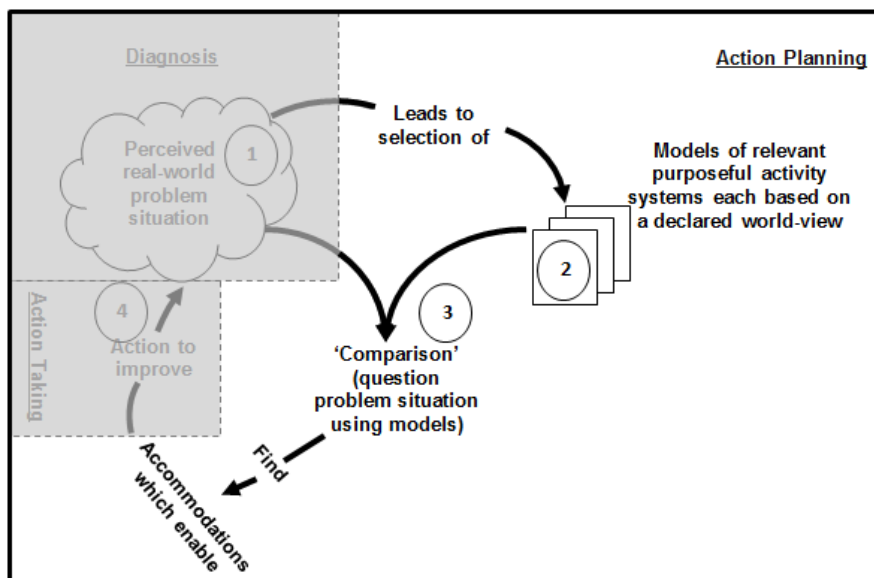 Diagnosis
Action Planning
Leads to
selection of
Perceived
real-world
problem
situation
1
Models of relevant
purposeful activity
systems each based on
a declared world-view
2
3
4
Action Taking
Action to
improve
‘Comparison’
(question
problem situation
using models)
Find
Accommodations
which enable